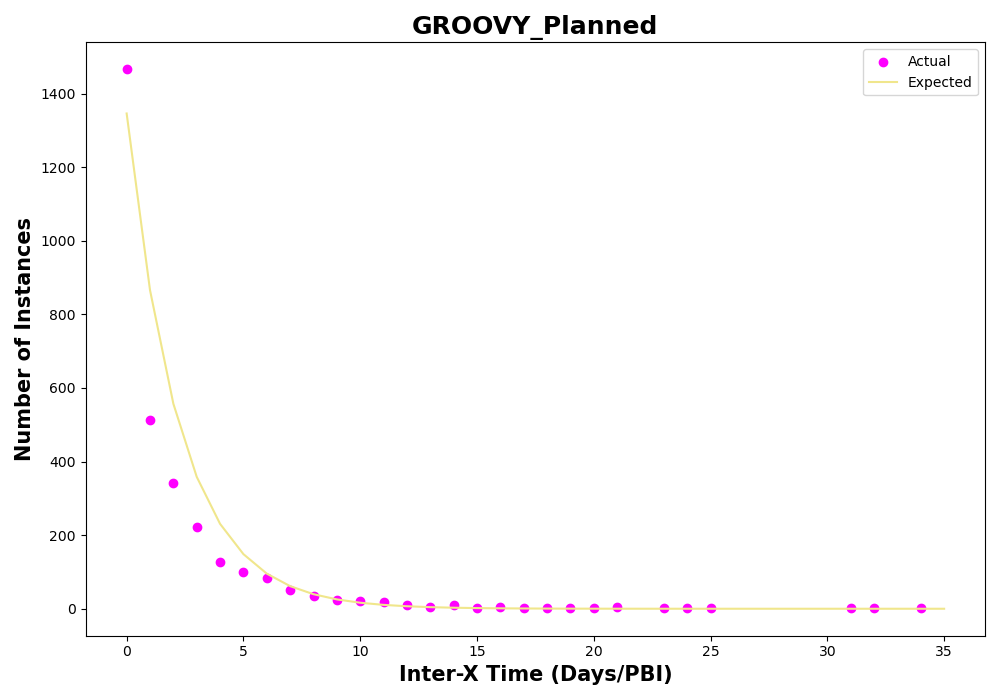 GROOVY_Planned
Actual
Expected
Number of Instances
1400
1200
1000
800
600
400
200
0
0 5 10 15 20 25 30 35
Inter-X Time (Days/PBI)